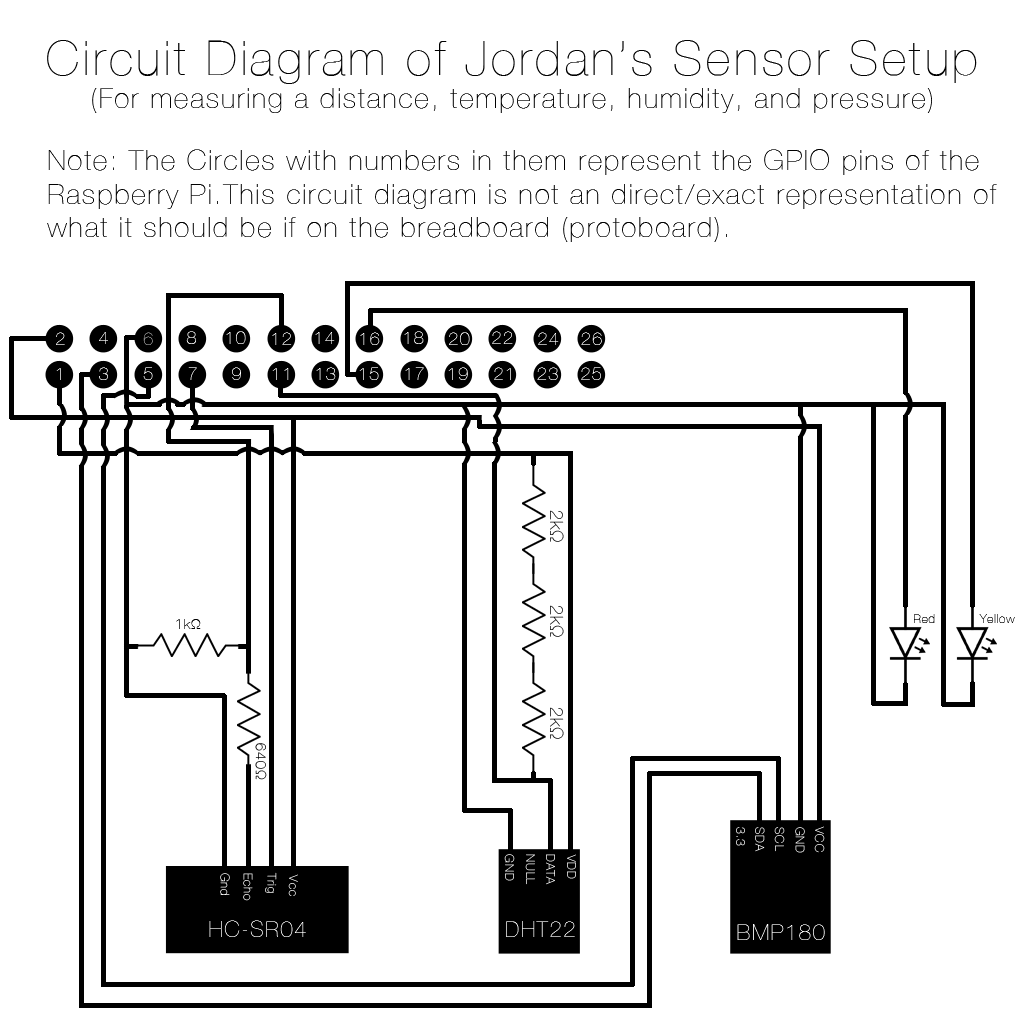 Circuit Diagram of Jordan's Sensor Setup
(For measuring a distance, temperature, humidity, and pressure)
Note: The Circles with numbers in them represent the GPIO pins of the
Raspberry Pi.This circuit diagram is not an direct/exact representation of
what it should be if on the breadboard (protoboard).
2 4 6 8 10 12 14 16 18 20 22 24 26
1 3 5 7 9 11 13 15 17 19 21 23 25
2kΩ
2kΩ
2kΩ
1kΩ
640Ω
Red
Yellow
Gnd
Echo
Trig
Vcc
HC-SR04
GND
NULL
DATA
VDD
DHT22
3.3
SDA
SCL
GND
VCC
BMP180